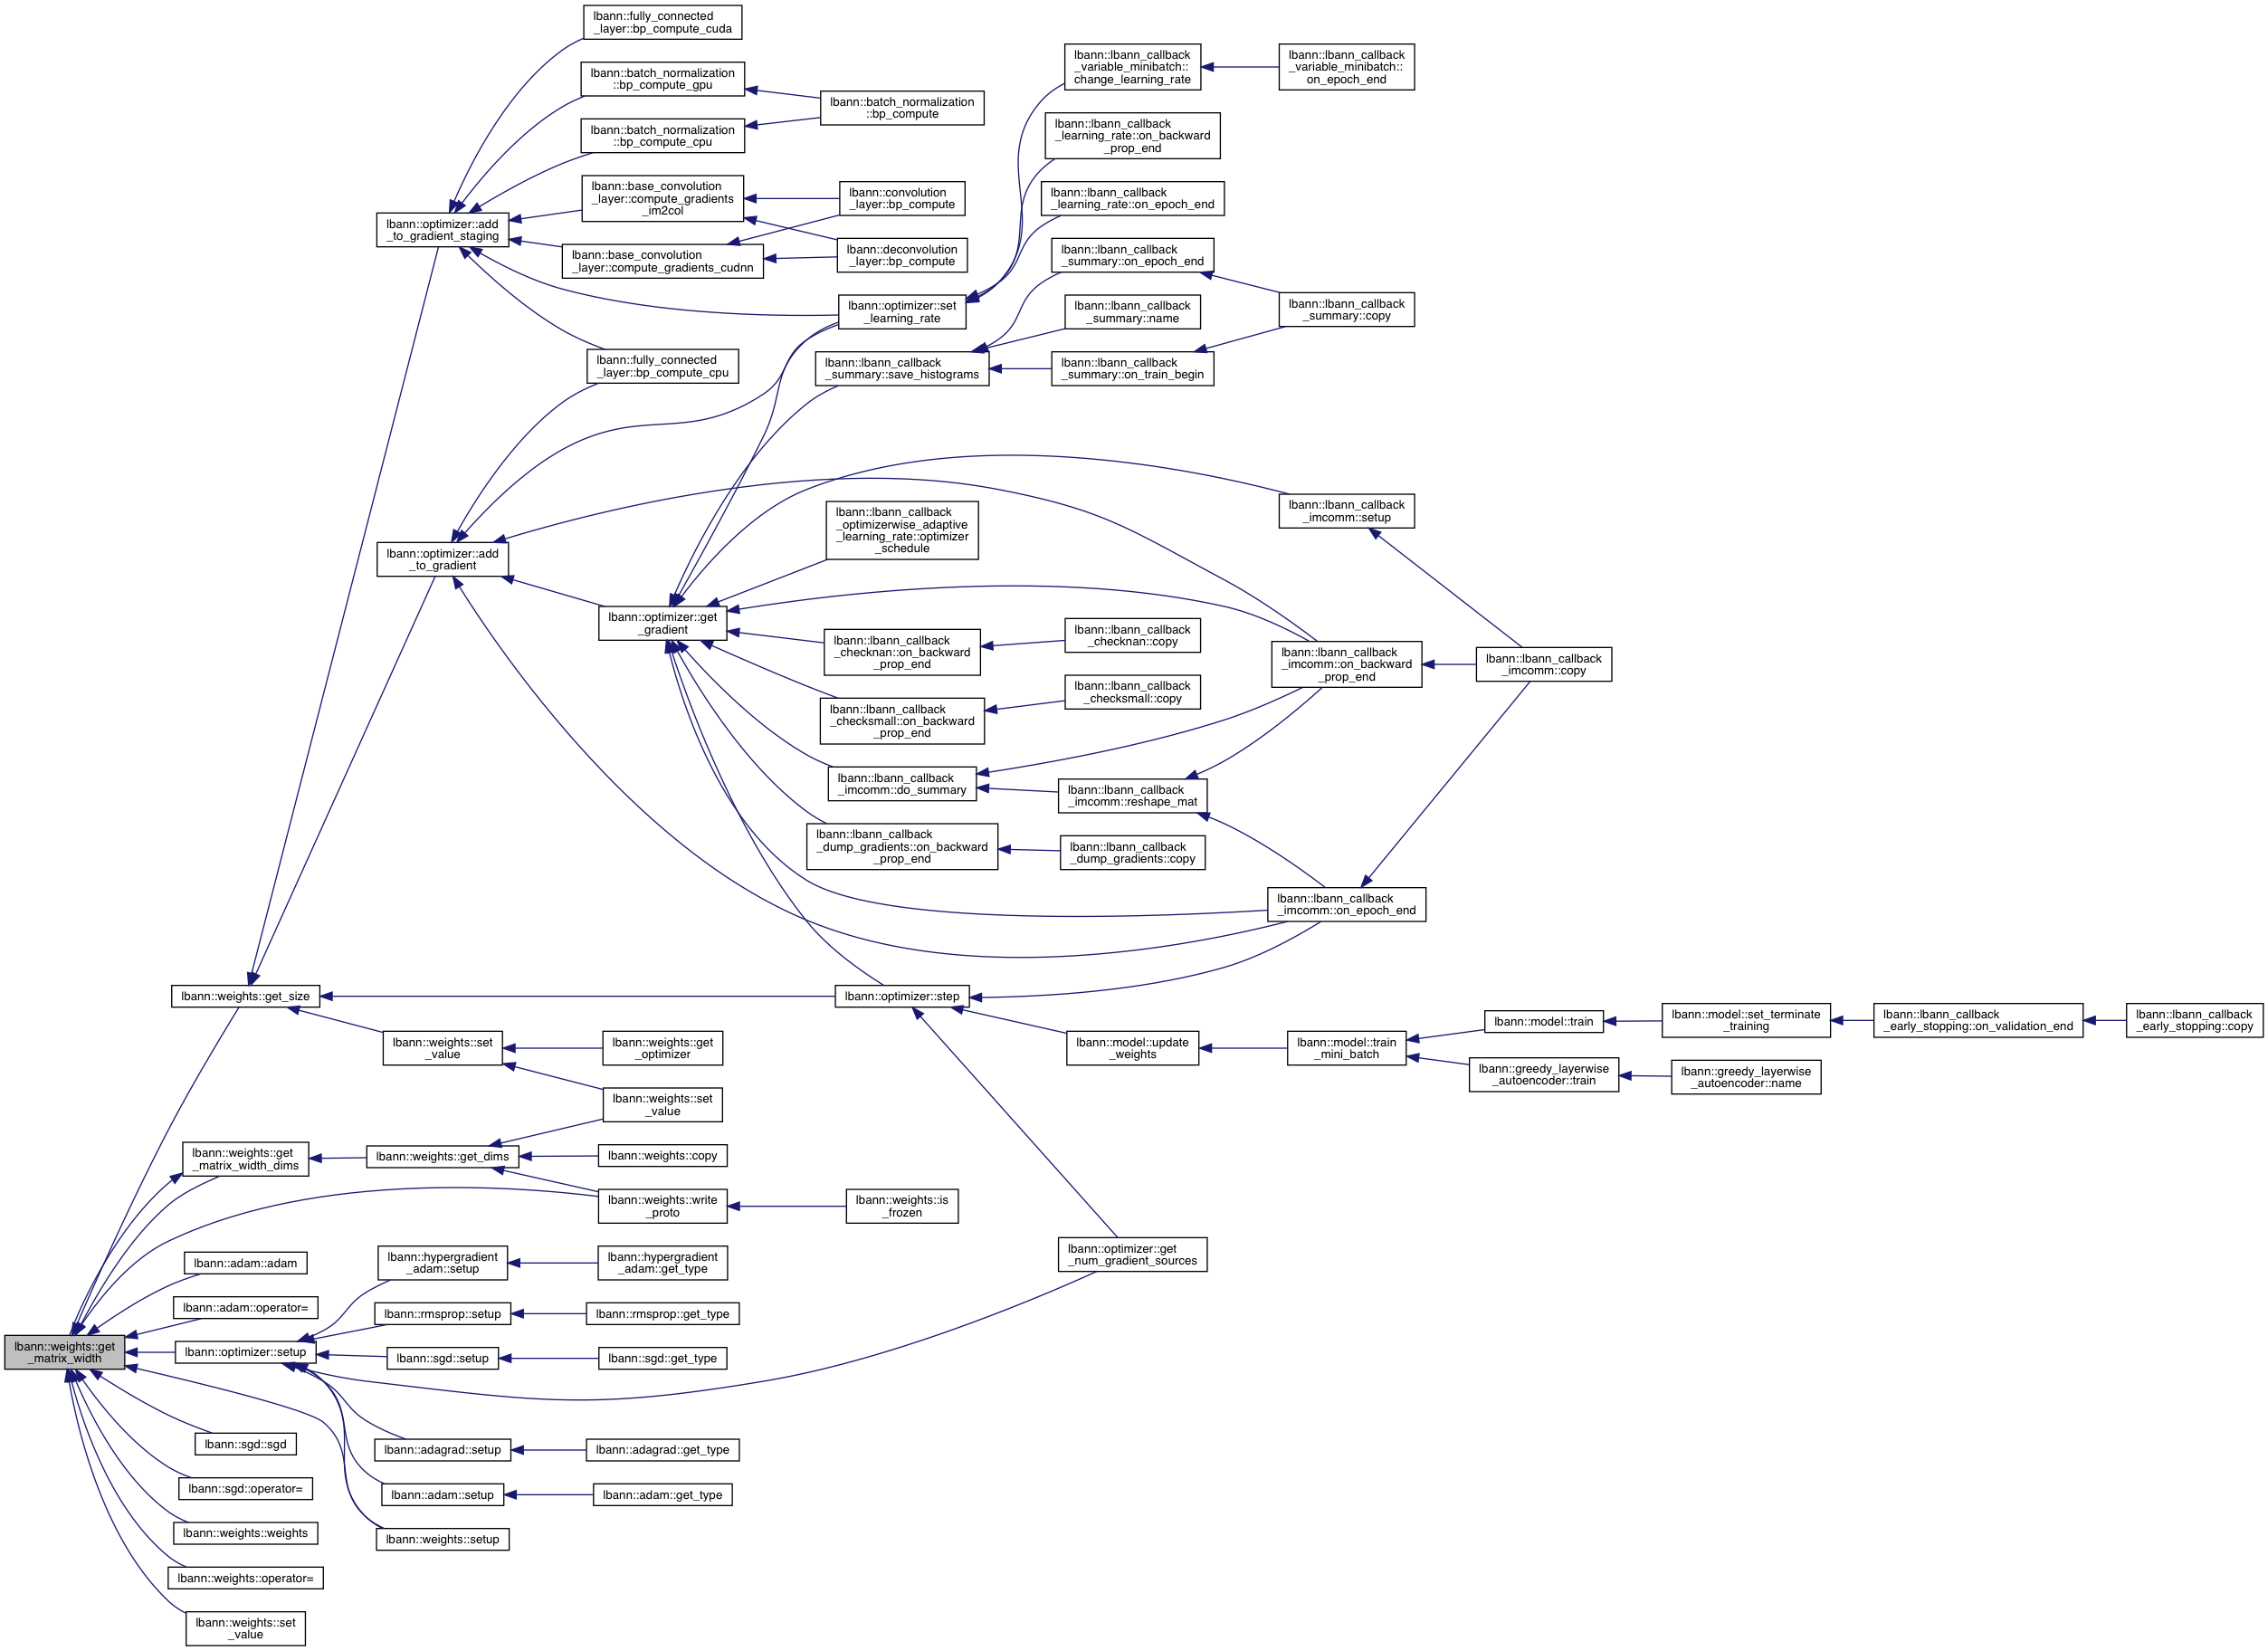 lbann::fully_connected
_layer::bp_compute_cuda
lbann::batch_normalization
::bp_compute_gpu
lbann::batch_normalization
::bp_compute
lbann::batch_normalization
::bp_compute_cpu
lbann::base_convolution
_layer::compute_gradients
_im2col
lbann::convolution
_layer::bp_compute
lbann::optimizer::add
_to_gradient_staging
lbann::base_convolution
_layer::compute_gradients_cudnn
lbann::deconvolution
_layer::bp_compute
lbann::optimizer::set
_learning_rate
lbann::fully_connected
_layer::bp_compute_cpu
lbann::lbann_callback
_variable_minibatch::
change_learning_rate
lbann::lbann_callback
_variable_minibatch::
on_epoch_end
lbann::lbann_callback
_learning_rate::on_backward
_prop_end
lbann::lbann_callback
_learning_rate::on_epoch_end
lbann::lbann_callback
_summary::on_epoch_end
lbann::lbann_callback
_summary::name
lbann::lbann_callback
_summary::copy
lbann::lbann_callback
_summary::save_histograms
lbann::lbann_callback
_summary::on_train_begin
lbann::lbann_callback
_imcomm::setup
lbann::lbann_callback
_optimizerwise_adaptive
_learning_rate::optimizer
_schedule
lbann::optimizer::add
_to_gradient
lbann::optimizer::get
_gradient
lbann::lbann_callback
_checknan::on_backward
_prop_end
lbann::lbann_callback
_checknan::copy
lbann::lbann_callback
_imcomm::on_backward
_prop_end
lbann::lbann_callback
_imcomm::copy
lbann::lbann_callback
_checksmall::on_backward
_prop_end
lbann::lbann_callback
_checksmall::copy
lbann::lbann_callback
_imcomm::do_summary
lbann::lbann_callback
_imcomm::reshape_mat
lbann::lbann_callback
_dump_gradients::on_backward
_prop_end
lbann::lbann_callback
_dump_gradients::copy
lbann::lbann_callback
_imcomm::on_epoch_end
lbann::weights::get_size
lbann::optimizer::step
lbann::weights::set
_value
lbann::weights::get
_optimizer
lbann::model::update
_weights
lbann::model::train
_mini_batch
lbann::model::train
lbann::model::set_terminate
_training
lbann::lbann_callback
_early_stopping::on_validation_end
lbann::lbann_callback
_early_stopping::copy
lbann::greedy_layerwise
_autoencoder::train
lbann::greedy_layerwise
_autoencoder::name
lbann::weights::set
_value
lbann::weights::get
_matrix_width_dims
lbann::weights::get_dims
lbann::weights::copy
lbann::weights::write
_proto
lbann::weights::is
_frozen
lbann::adam::adam
lbann::hypergradient
_adam::setup
lbann::hypergradient
_adam::get_type
lbann::optimizer::get
_num_gradient_sources
lbann::adam::operator=
lbann::rmsprop::setup
lbann::rmsprop::get_type
lbann::weights::get
_matrix_width
lbann::optimizer::setup
lbann::sgd::setup
lbann::sgd::get_type
lbann::sgd::sgd
lbann::adagrad::setup
lbann::adagrad::get_type
lbann::sgd::operator=
lbann::adam::setup
lbann::adam::get_type
lbann::weights::weights
lbann::weights::setup
lbann::weights::operator=
lbann::weights::set
_value